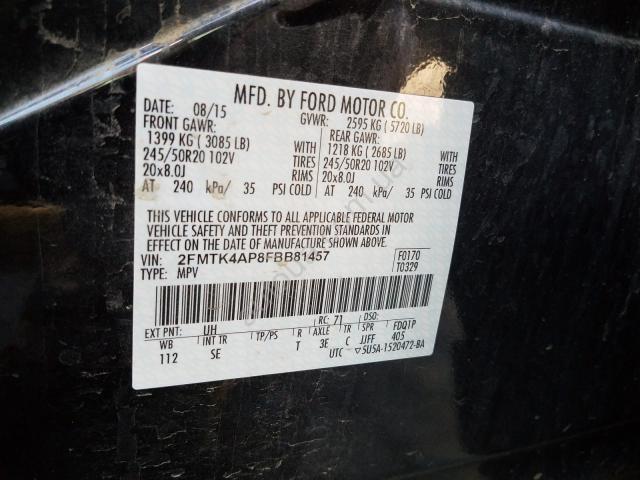 MFD. BY FORD MOTOR CO.
DATE: 08/15 GVWR: 2595 KG ( 5720 LB)
FRONT GAWR: REAR GAWR:
1399 KG ( 3085 LB) WITH 1218 KG ( 2685 LB) WITH
245/50R20 102V TIRES 245/50R20 102V TIRES
20x8.0J RIMS 20x8.0J RIMS
AT 240 kPa/ 35 PSI COLD AT 240 kPa/ 35 PSI COLD
THIS VEHICLE CONFORMS TO ALL APPLICABLE FEDERAL MOTOR
VEHICLE SAFETY AND THEFT PREVENTION STANDARDS IN
EFFECT ON THE DATE OF MANUFACTURE SHOWN ABOVE.
VIN: 2FMTK4AP8FBB81457 F0170
TYPE: MPV T0329
EXT PNT: UH RC: 71 DSO: FDQ1P
WB INT TR TP/PS R AXLE TR SPR 405
112 SE T 3E C JJFF
UTC ▽5U5A-1520472-BA